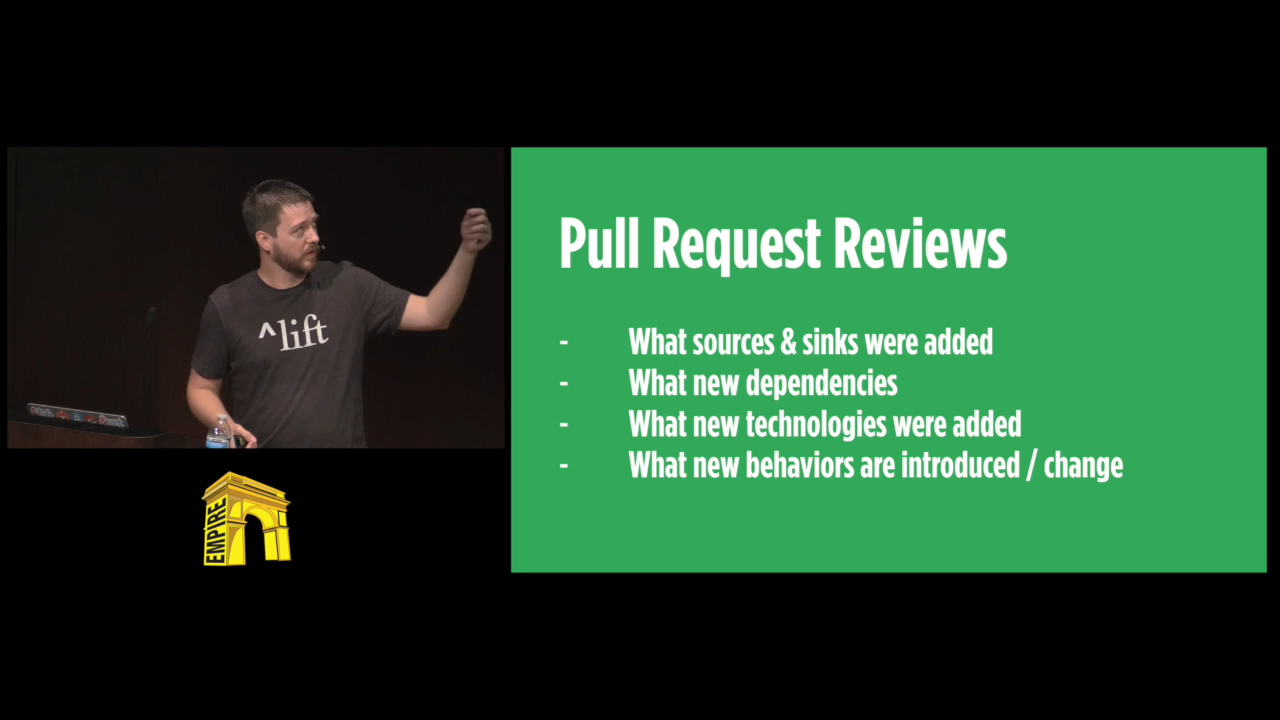 ^lift
EMPIRE
Pull Request Reviews
- What sources & sinks were added
- What new dependencies
- What new technologies were added
- What new behaviors are introduced / change